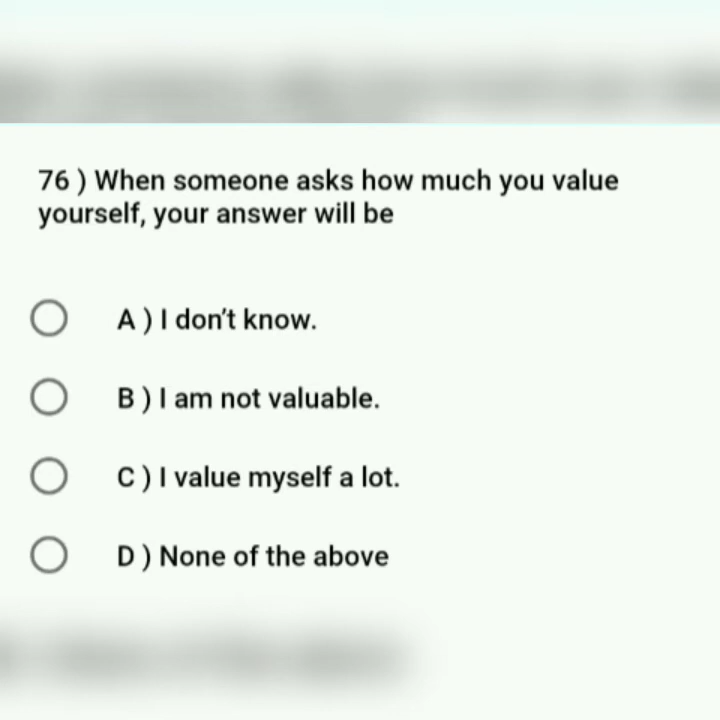 76 ) When someone asks how much you value
yourself, your answer will be
A ) I don't know.
B ) I am not valuable.
C ) I value myself a lot.
D ) None of the above